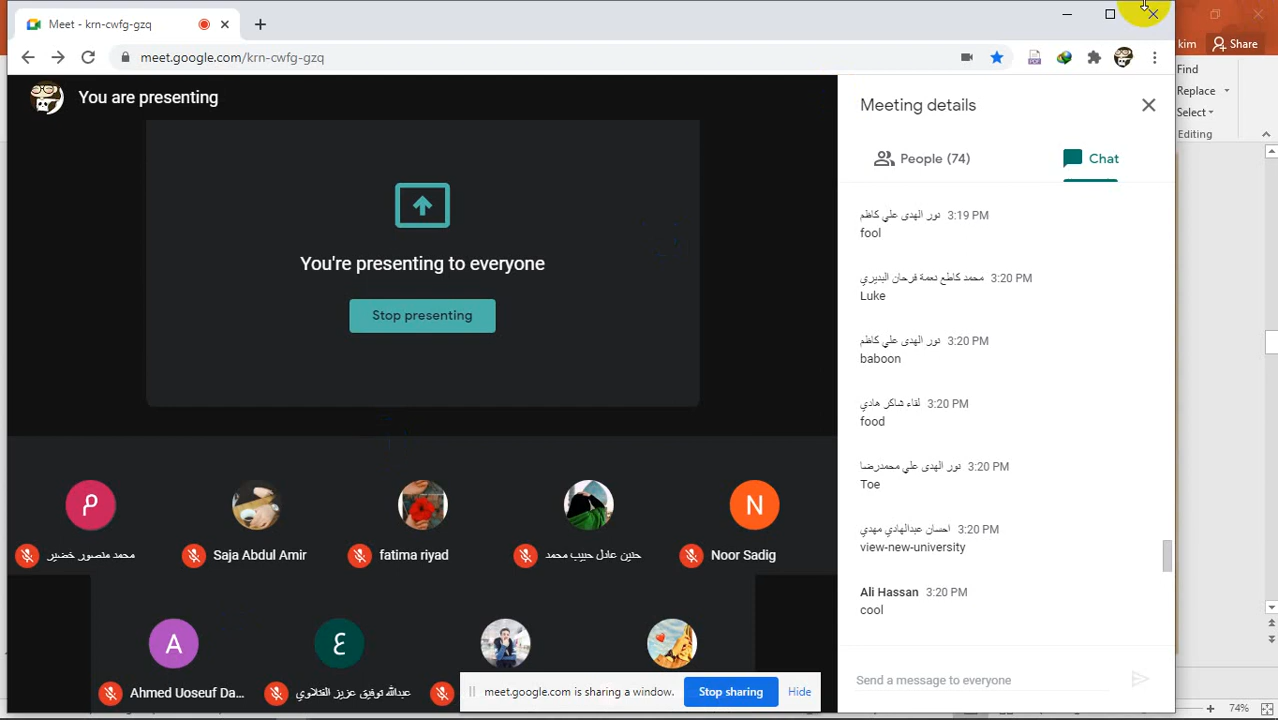 Meet - krn-cwfg-gzq
meet.google.com/krn-cwfg-gzq
kim
Share
Find
Replace
Select
Editing
You are presenting
You're presenting to everyone
Stop presenting
محمد منصور خضير
Saja Abdul Amir
fatima riyad
حنين عادل حبيب محمد
Noor Sadig
A
N
م
ع
Ahmed Uoseuf Da...
عبدالله توفيق عزيز الفتلاوي
meet.google.com is sharing a window.
Stop sharing
Hide
Meeting details
People (74)
Chat
نور الهدى علي كاظم 3:19 PM
fool
محمد كاطع نعمة فرحان البديري 3:20 PM
Luke
نور الهدى علي كاظم 3:20 PM
baboon
لقاء شاكر هادي 3:20 PM
food
نور الهدى علي محمدرضا 3:20 PM
Toe
احسان عبدالهادي مهدي 3:20 PM
view-new-university
Ali Hassan 3:20 PM
cool
Send a message to everyone
74%